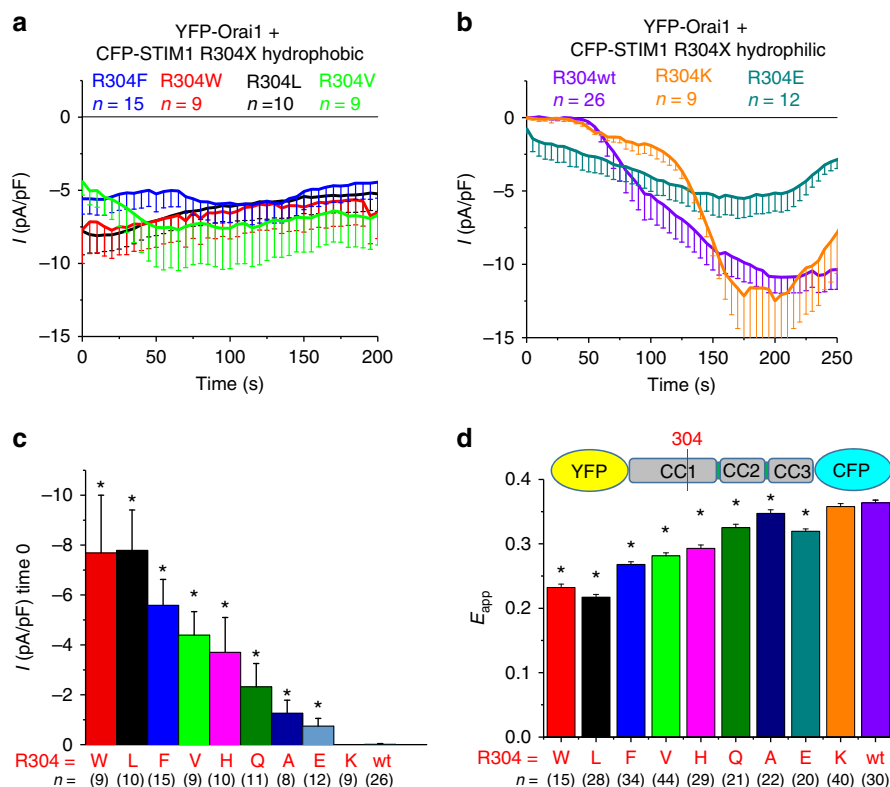 a
YFP-Orai1 +
CFP-STIM1 R304X hydrophobic
R304F R304W R304L R304V
n = 15 n = 9 n =10 n = 9
0
−5
−10
−15
I (pA/pF)
0 50 100 150 200
Time (s)
b
YFP-Orai1 +
CFP-STIM1 R304X hydrophilic
R304wt R304K R304E
n = 26 n = 9 n = 12
0
−5
−10
−15
I (pA/pF)
0 50 100 150 200 250
Time (s)
c
−10
−8
−6
−4
−2
0
I (pA/pF) time 0
* * * * * * * *
R304 = W L F V H Q A E K wt
n = (9) (10) (15) (9) (10) (11) (8) (12) (9) (26)
d
304
YFP CC1 CC2 CC3 CFP
0.4
0.3
0.2
0.1
0.0
Eapp
* * * * * * * *
R304 = W L F V H Q A E K wt
n = (15) (28) (34) (44) (29) (21) (22) (20) (40) (30)